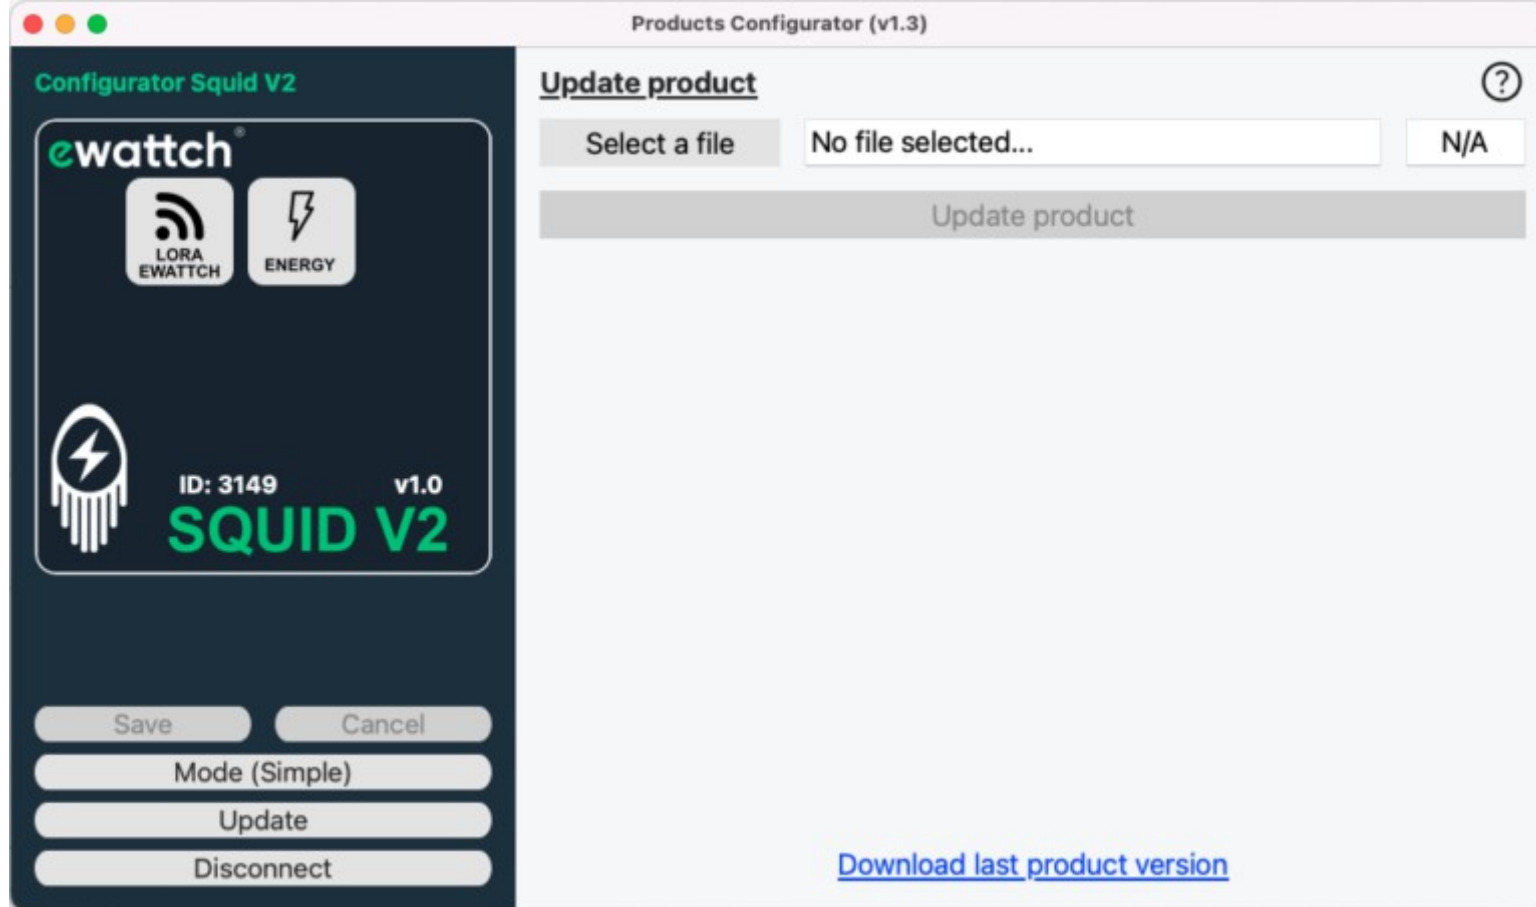 Products Configurator (v1.3)
Configurator Squid V2
ewattch®
LORA
EWATTCH
ENERGY
ID: 3149 v1.0
SQUID V2
Save Cancel
Mode (Simple)
Update
Disconnect
Update product ?
Select a file No file selected... N/A
Update product
Download last product version